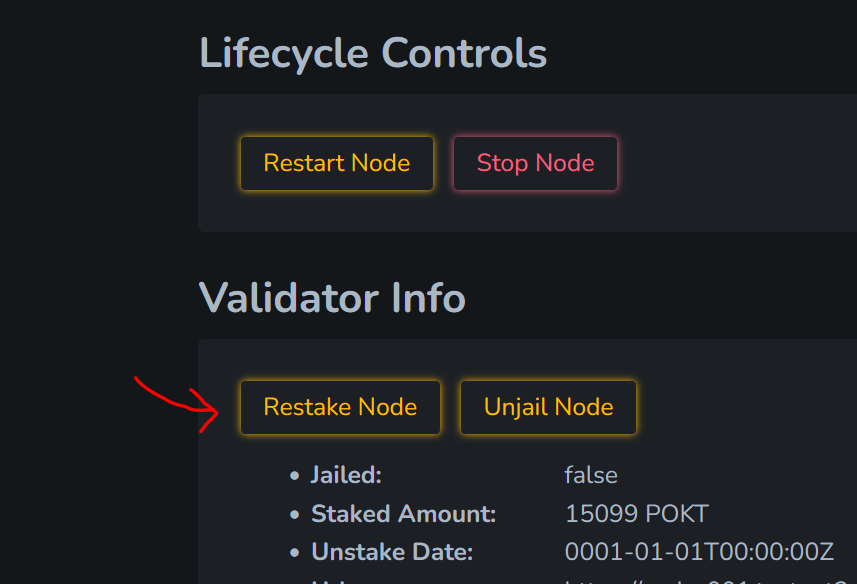 Lifecycle Controls
Restart Node Stop Node
Validator Info
Restake Node Unjail Node
• Jailed: false
• Staked Amount: 15099 POKT
• Unstake Date: 0001-01-01T00:00:00Z